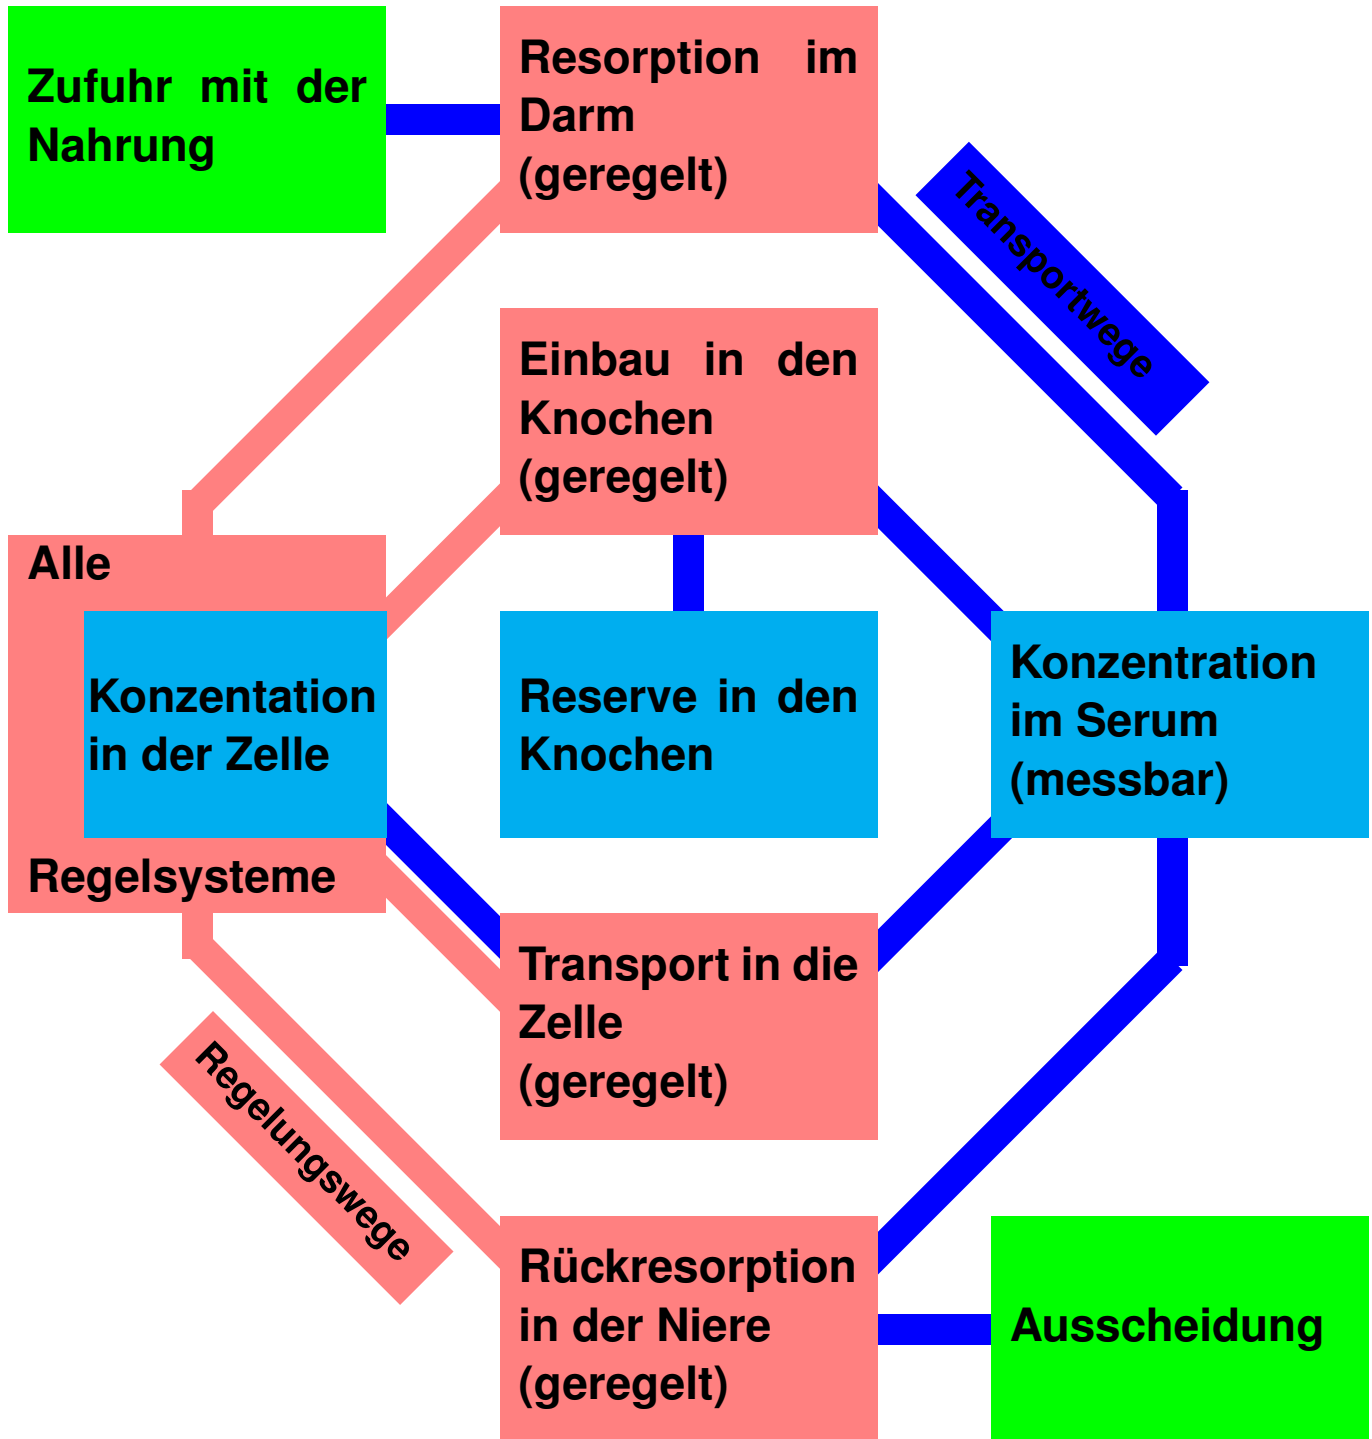 Zufuhr mit der
Nahrung
Resorption im
Darm
(geregelt)
Transportwege
Einbau in den
Knochen
(geregelt)
Alle
Konzentation
in der Zelle
Regelsysteme
Reserve in den
Knochen
Konzentration
im Serum
(messbar)
Transport in die
Zelle
(geregelt)
Regelungswege
Rückresorption
in der Niere
(geregelt)
Ausscheidung